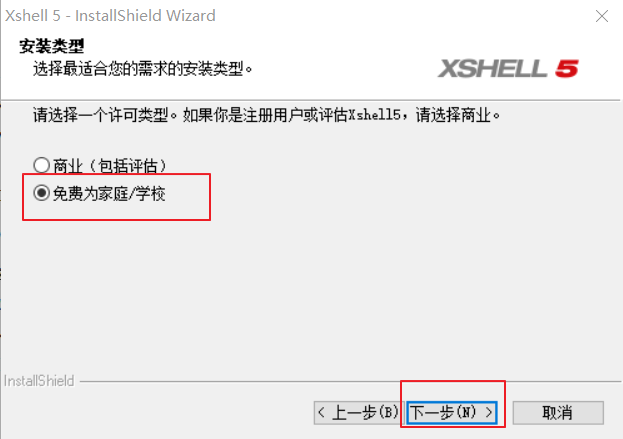 Xshell 5 - InstallShield Wizard
安装类型
选择最适合您的需求的安装类型。
XSHELL 5
请选择一个许可类型。如果你是注册用户或评估Xshell5，请选择商业。
商业（包括评估）
免费为家庭/学校
InstallShield
< 上一步(B)
下一步(N) >
取消